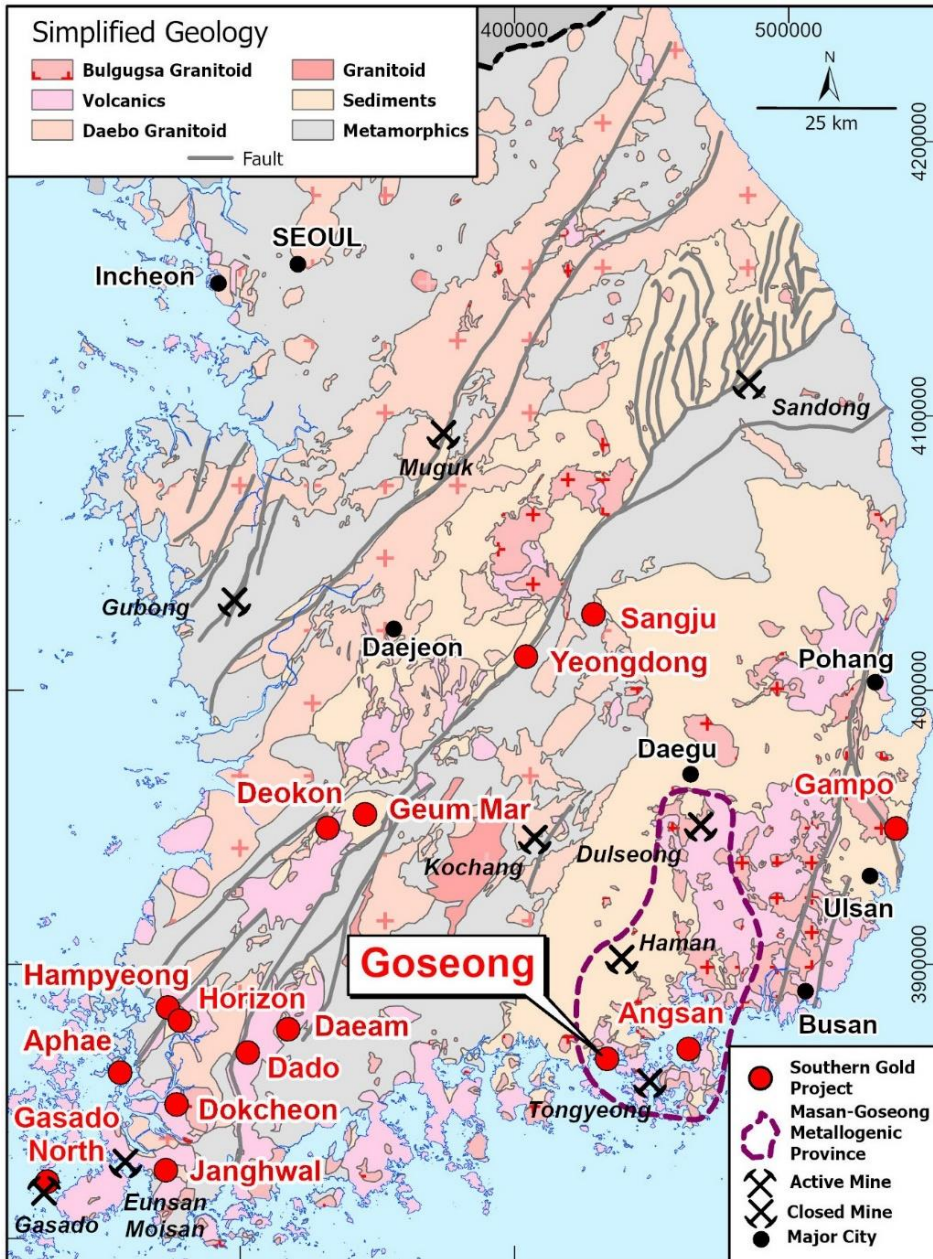 Simplified Geology
Bulgugsa Granitoid
Granitoid
Volcanics
Sediments
Daebo Granitoid
Metamorphics
Fault
400000
500000
N
25 km
4200000
SEOUL
Incheon
4100000
Sandong
Muguk
Gubong
Sangju
Daejeon
Yeongdong
Pohang
4000000
Daegu
Deokon
Geum Mar
Gampo
Kochang
Dulseong
Ulsan
Haman
Goseong
3900000
Hampyeong
Horizon
Angsan
Busan
Aphae
Daeam
Dado
Tongyeong
Dokcheon
Gasado
North
Janghwal
Eunsan
Moisan
Gasado
Southern Gold
Project
Masan-Goseong
Metallogenic
Province
Active Mine
Closed Mine
Major City